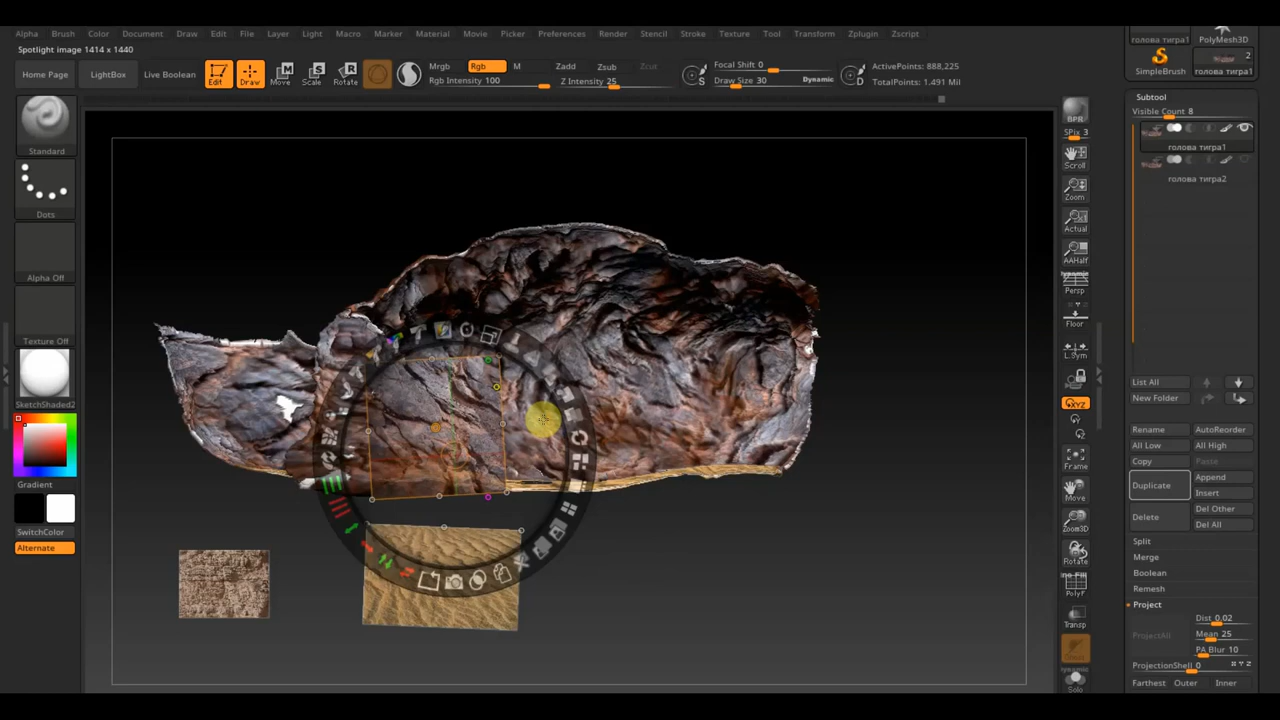 Alpha Brush Color Document Draw Edit File Layer Light Macro Marker Material Movie Picker Preferences Render Stencil Stroke Texture Tool Transform Zplugin Zscript
Spotlight image 1414 x 1440
голова тигра1
PolyMesh3D
SimpleBrush
2
голова тигра1
Home Page
LightBox
Live Boolean
Edit
Draw
Move
Scale
Rotate
Mrgb
Rgb
M
Rgb Intensity 100
Zadd
Zsub
Zcut
Z Intensity 25
S
Focal Shift 0
Draw Size 30
Dynamic
D
ActivePoints: 888,225
TotalPoints: 1.491 Mil
Standard
Dots
Alpha Off
Texture Off
SketchShaded2
Gradient
SwitchColor
Alternate
BPR
SPix 3
Scroll
Zoom
Actual
AAHalf
Dynamic
Persp
Floor
L.Sym
XYZ
Y
Z
Frame
Move
Zoom3D
Rotate
PolyF
Transp
Dynamic
Solo
Subtool
Visible Count 8
голова тигра1
голова тигра2
List All
New Folder
Rename
AutoReorder
All Low
All High
Copy
Paste
Duplicate
Append
Insert
Delete
Del Other
Del All
Split
Merge
Boolean
Remesh
Project
ProjectAll
Dist 0.02
Mean 25
PA Blur 10
ProjectionShell 0
Farthest
Outer
Inner